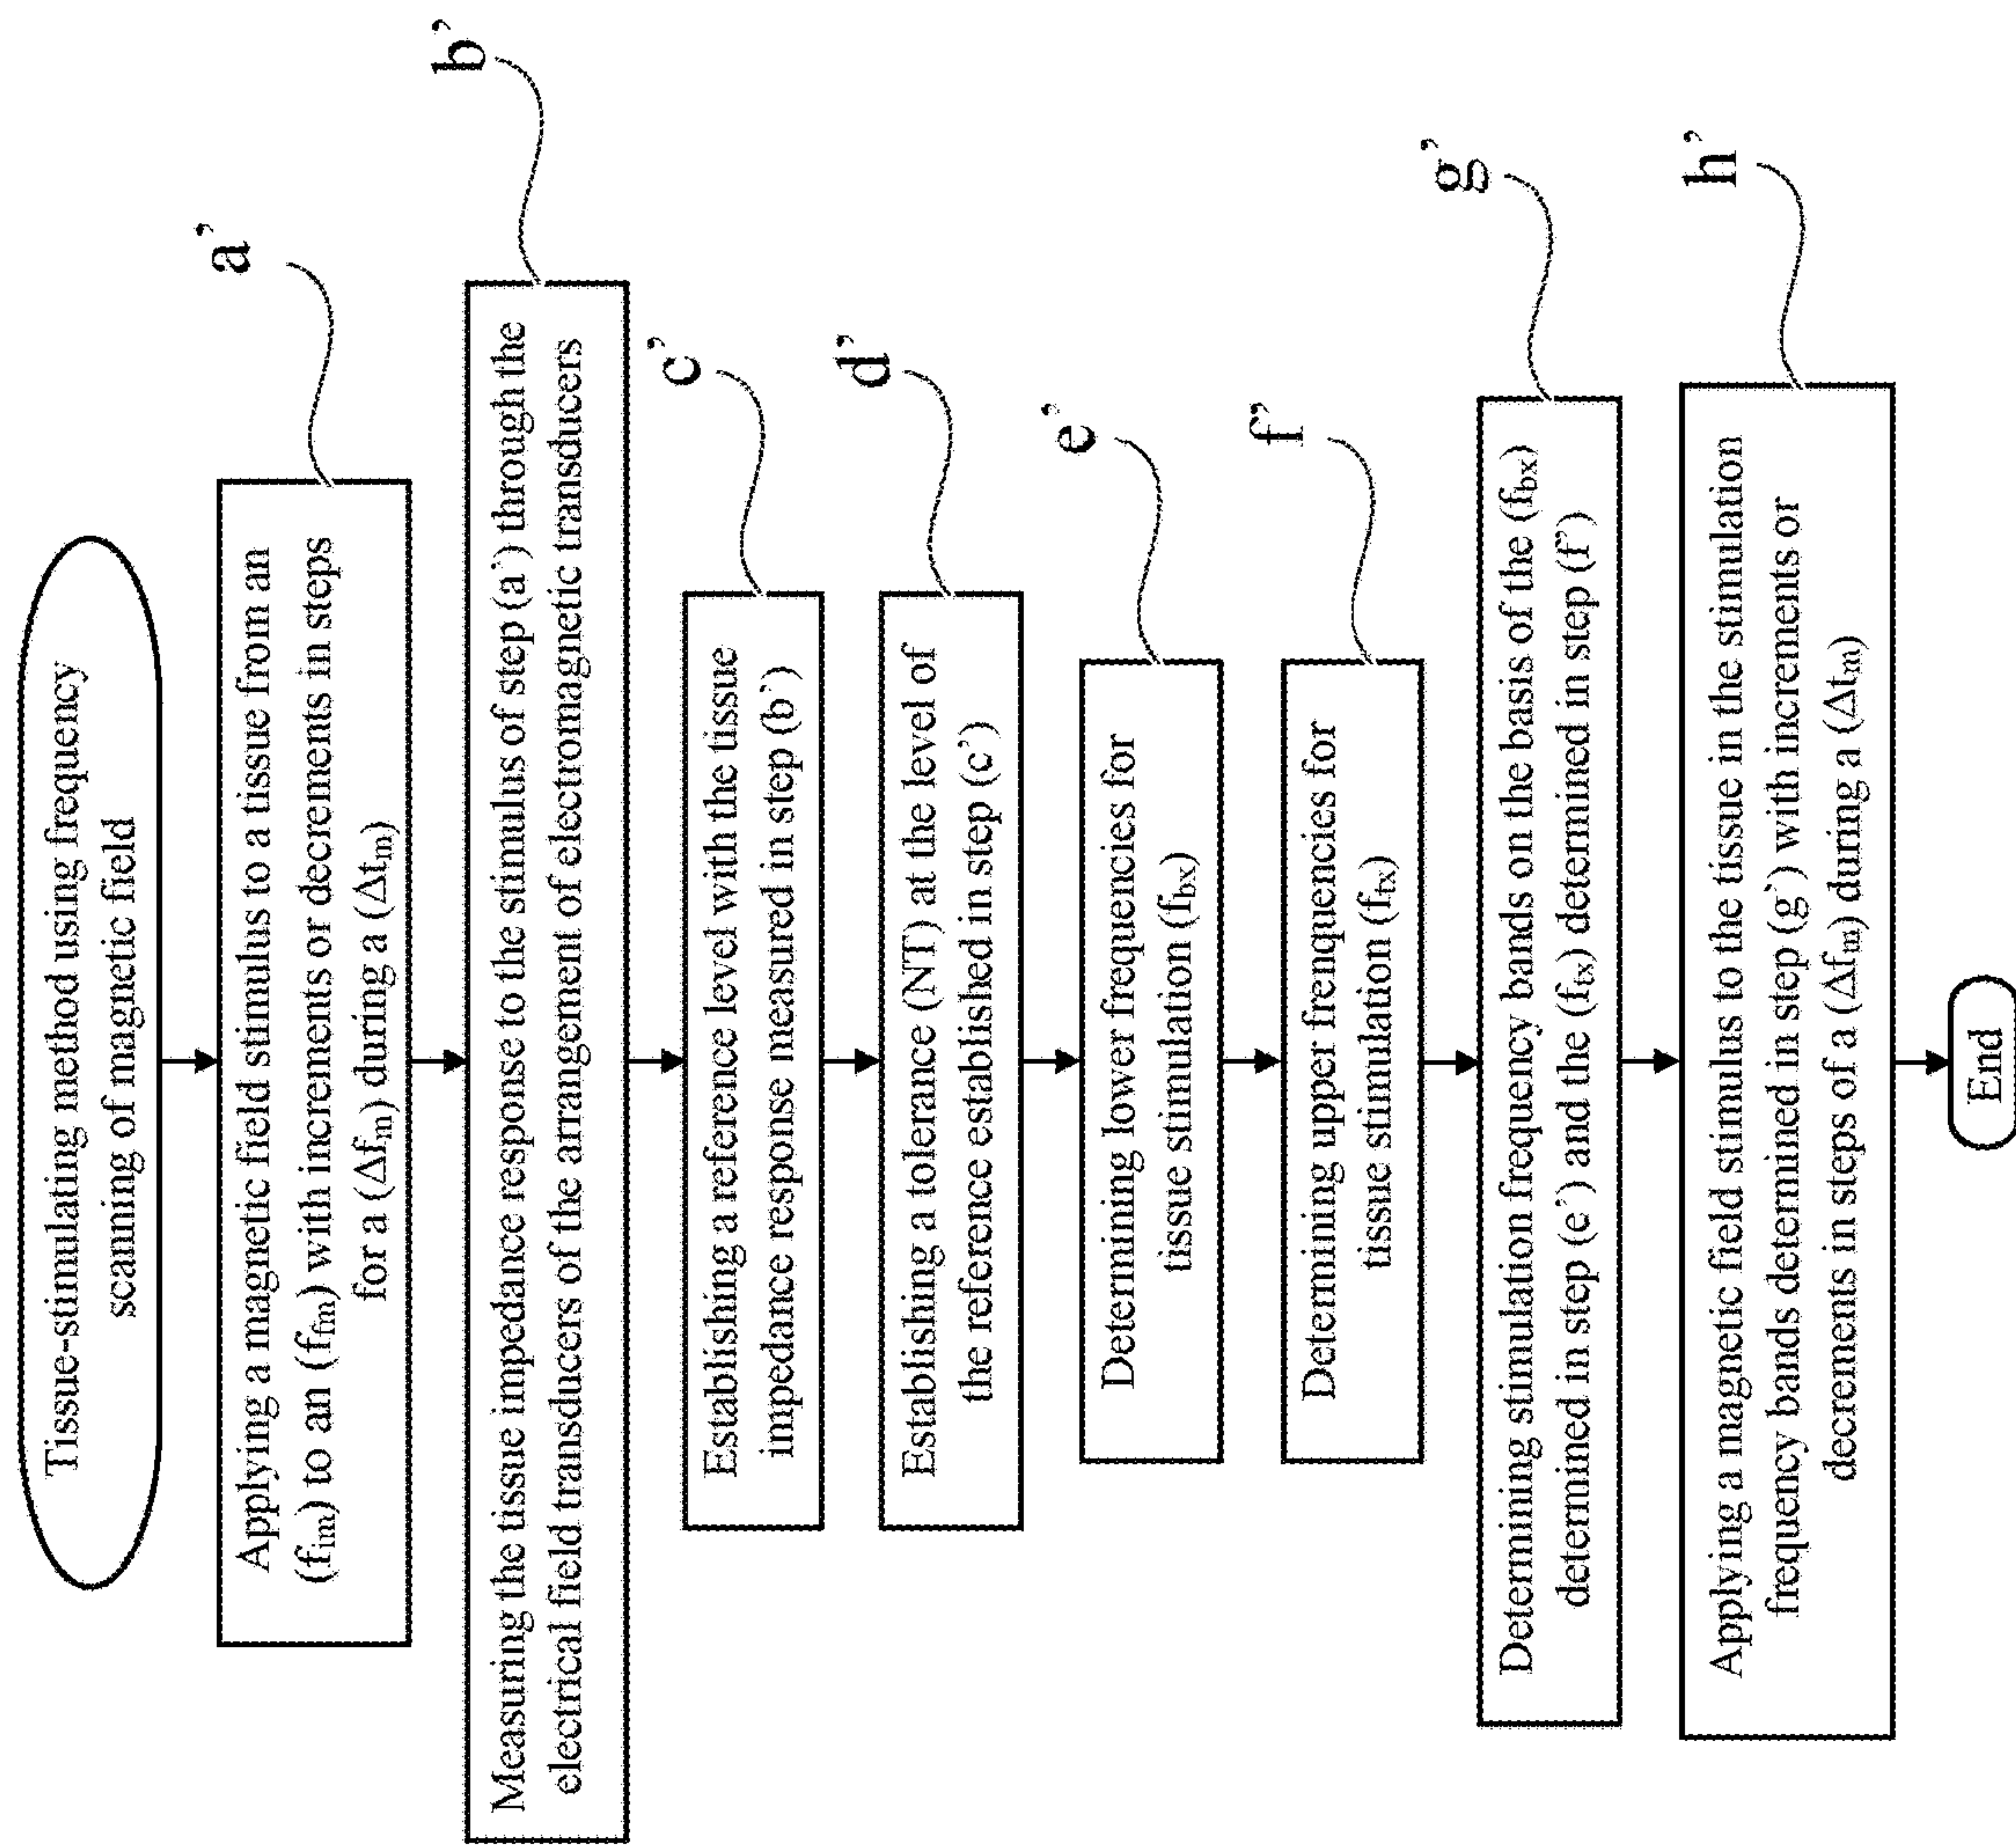 Tissue-stimulating method using frequency
scanning of magnetic field
a’
Applying a magnetic field stimulus to a tissue from an
(fim) to an (ffm) with increments or decrements in steps
for a (Δfm) during a (Δtm)
b’
Measuring the tissue impedance response to the stimulus of step (a`) through the
electrical field transducers of the arrangement of electromagnetic transducers
c’
Establishing a reference level with the tissue
impedance response measured in step (b’)
d’
Establishing a tolerance (NT) at the level of
the reference established in step (c’)
e’
Determining lower frequencies for
tissue stimulation (fbx)
f’
Determining upper frenquencies for
tissue stimulation (ftx)
g’
Determining stimulation frequency bands on the basis of the (fbx)
determined in step (e’) and the (ftx) determined in step (f’)
h’
Applying a magnetic field stimulus to the tissue in the stimulation
frequency bands determined in step (g`) with increments or
decrements in steps of a (Δfm) during a (Δtm)
End